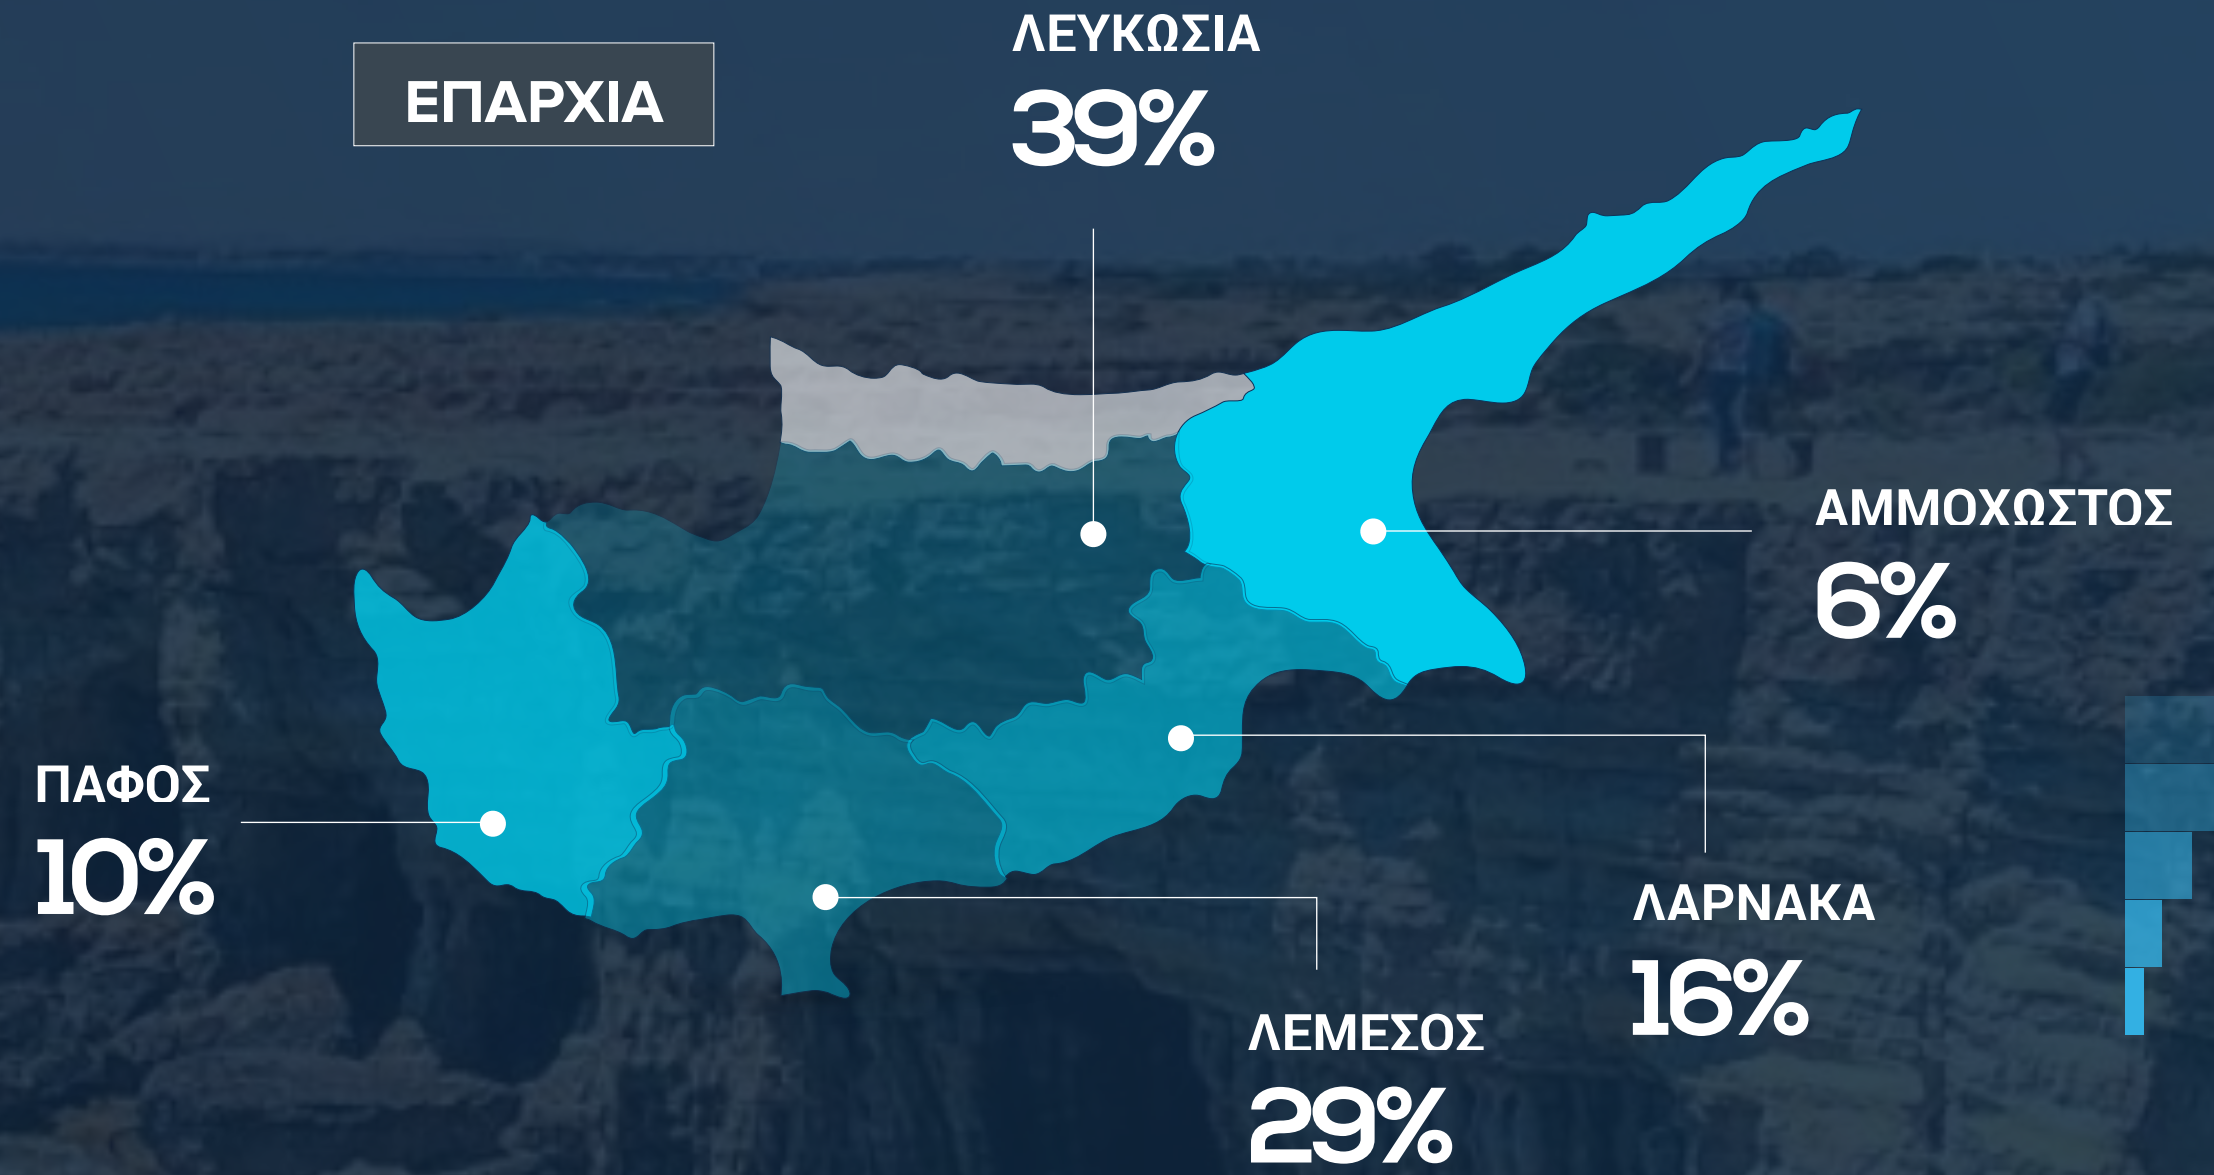 ΕΠΑΡΧΙΑ
ΛΕΥΚΩΣΙΑ
39%
ΑΜΜΟΧΩΣΤΟΣ
6%
ΠΑΦΟΣ
10%
ΛΑΡΝΑΚΑ
16%
ΛΕΜΕΣΟΣ
29%